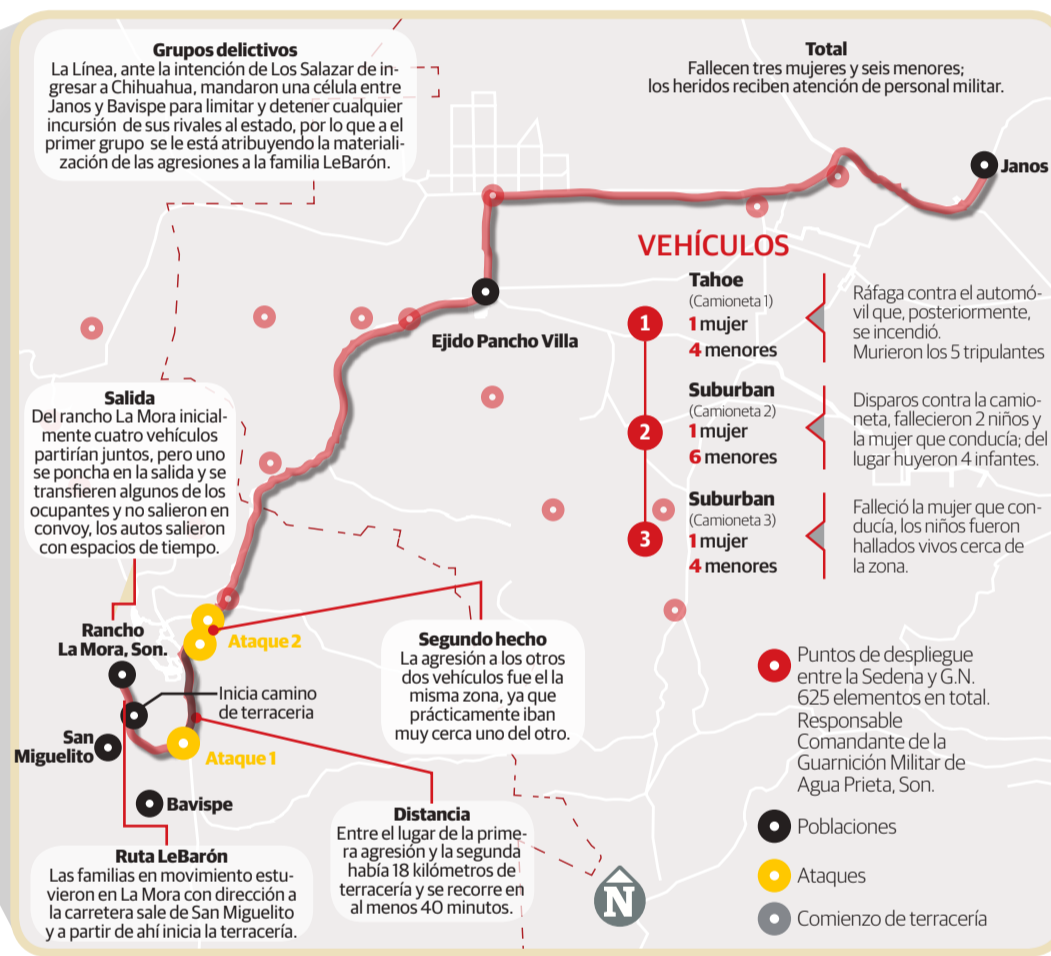 Grupos delictivos
La Línea, ante la intención de Los Salazar de in-
gresar a Chihuahua, mandaron una célula entre
Janos y Bavispe para limitar y detener cualquier
incursión de sus rivales al estado, por lo que a el
primer grupo se le está atribuyendo la materiali-
zación de las agresiones a la familia LeBarón.
Total
Fallecen tres mujeres y seis menores;
los heridos reciben atención de personal militar.
Janos
Ejido Pancho Villa
VEHÍCULOS
1
Tahoe
(Camioneta 1)
1 mujer
4 menores
Ráfaga contra el automó-
vil que, posteriormente,
se incendió.
Murieron los 5 tripulantes
2
Suburban
(Camioneta 2)
1 mujer
6 menores
Disparos contra la camio-
neta, fallecieron 2 niños y
la mujer que conducía; del
lugar huyeron 4 infantes.
3
Suburban
(Camioneta 3)
1 mujer
4 menores
Falleció la mujer que con-
ducía, los niños fueron
hallados vivos cerca de
la zona.
Salida
Del rancho La Mora inicial-
mente cuatro vehículos
partirían juntos, pero uno
se poncha en la salida y se
transfieren algunos de los
ocupantes y no salieron en
convoy, los autos salieron
con espacios de tiempo.
Rancho
La Mora, Son.
Ataque 2
Inicia camino
de terraceria
San
Miguelito
Ataque 1
Bavispe
Segundo hecho
La agresión a los otros
dos vehículos fue el la
misma zona, ya que
prácticamente iban
muy cerca uno del otro.
Distancia
Entre el lugar de la prime-
ra agresión y la segunda
había 18 kilómetros de
terracería y se recorre en
al menos 40 minutos.
Ruta LeBarón
Las familias en movimiento estu-
vieron en La Mora con dirección a
la carretera sale de San Miguelito
y a partir de ahí inicia la terracería.
N
Puntos de despliegue
entre la Sedena y G.N.
625 elementos en total.
Responsable
Comandante de la
Guarnición Militar de
Agua Prieta, Son.
Poblaciones
Ataques
Comienzo de terracería